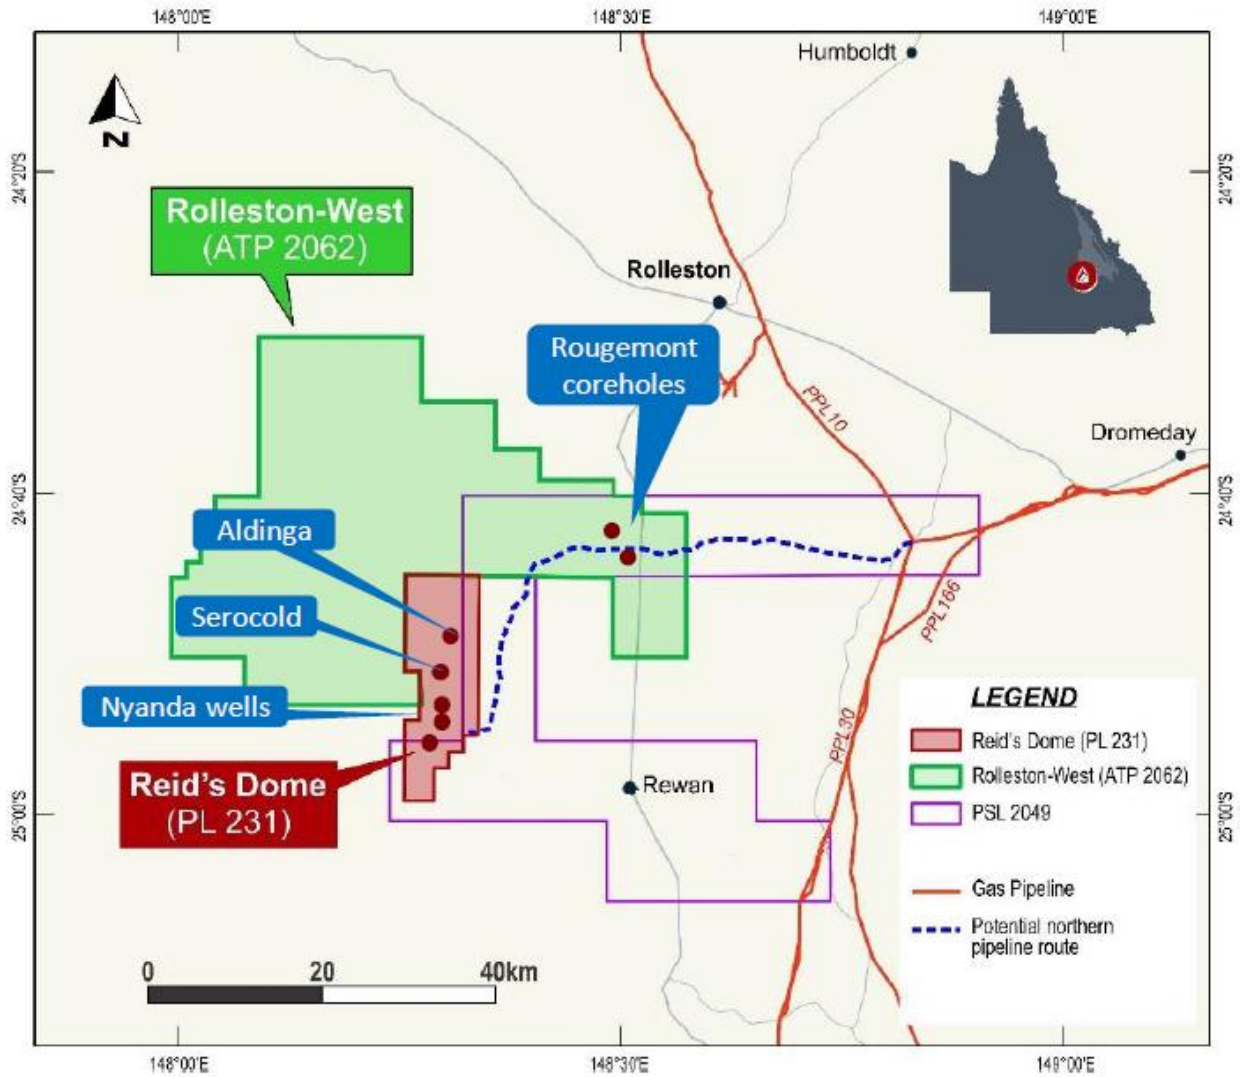 148°00'E
148°30'E
149°00'E
Humboldt
N
24°20'S
24°20'S
Rolleston-West
(ATP 2062)
Rolleston
Rougemont
coreholes
PPL10
Dromeday
24°40'S
24°40'S
Aldinga
Serocold
PPL166
Nyanda wells
PPL30
Reid's Dome
(PL 231)
Rewan
25°00'S
25°00'S
LEGEND
Reid's Dome (PL 231)
Rolleston-West (ATP 2062)
PSL 2049
Gas Pipeline
Potential northern
pipeline route
0 20 40km
148°00'E
148°30'E
149°00'E